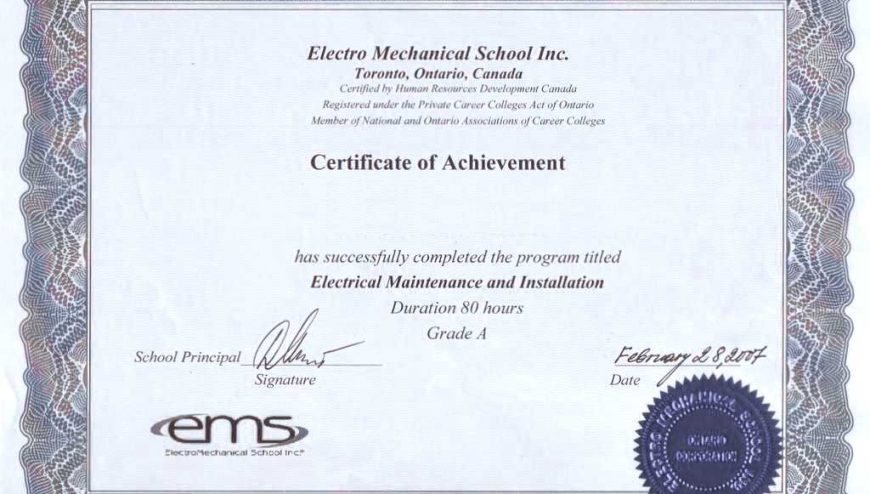 Electro Mechanical School Inc.
Toronto, Ontario, Canada
Certified by Human Resources Development Canada
Registered under the Private Career Colleges Act of Ontario
Member of National and Ontario Associations of Career Colleges
Certificate of Achievement
has successfully completed the program titled
Electrical Maintenance and Installation
Duration 80 hours
Grade A
School Principal
Signature
February 28, 2007
Date
ems
ElectroMechanical School Inc.®
ELECTRO MECHANICAL SCHOOL
ONTARIO
CORPORATION